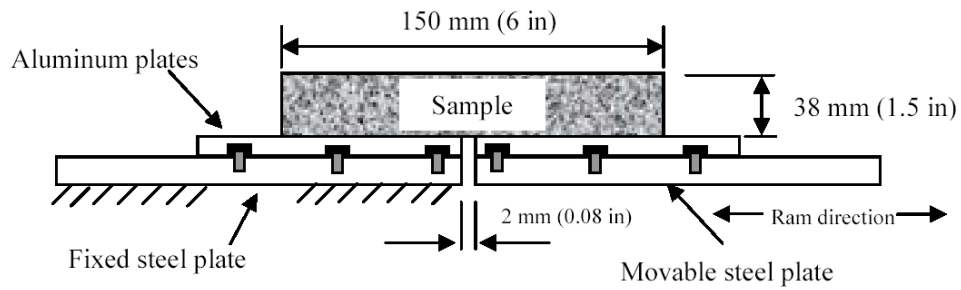 150 mm (6 in)
Aluminum plates
Sample
38 mm (1.5 in)
2 mm (0.08 in)
Ram direction
Fixed steel plate
Movable steel plate